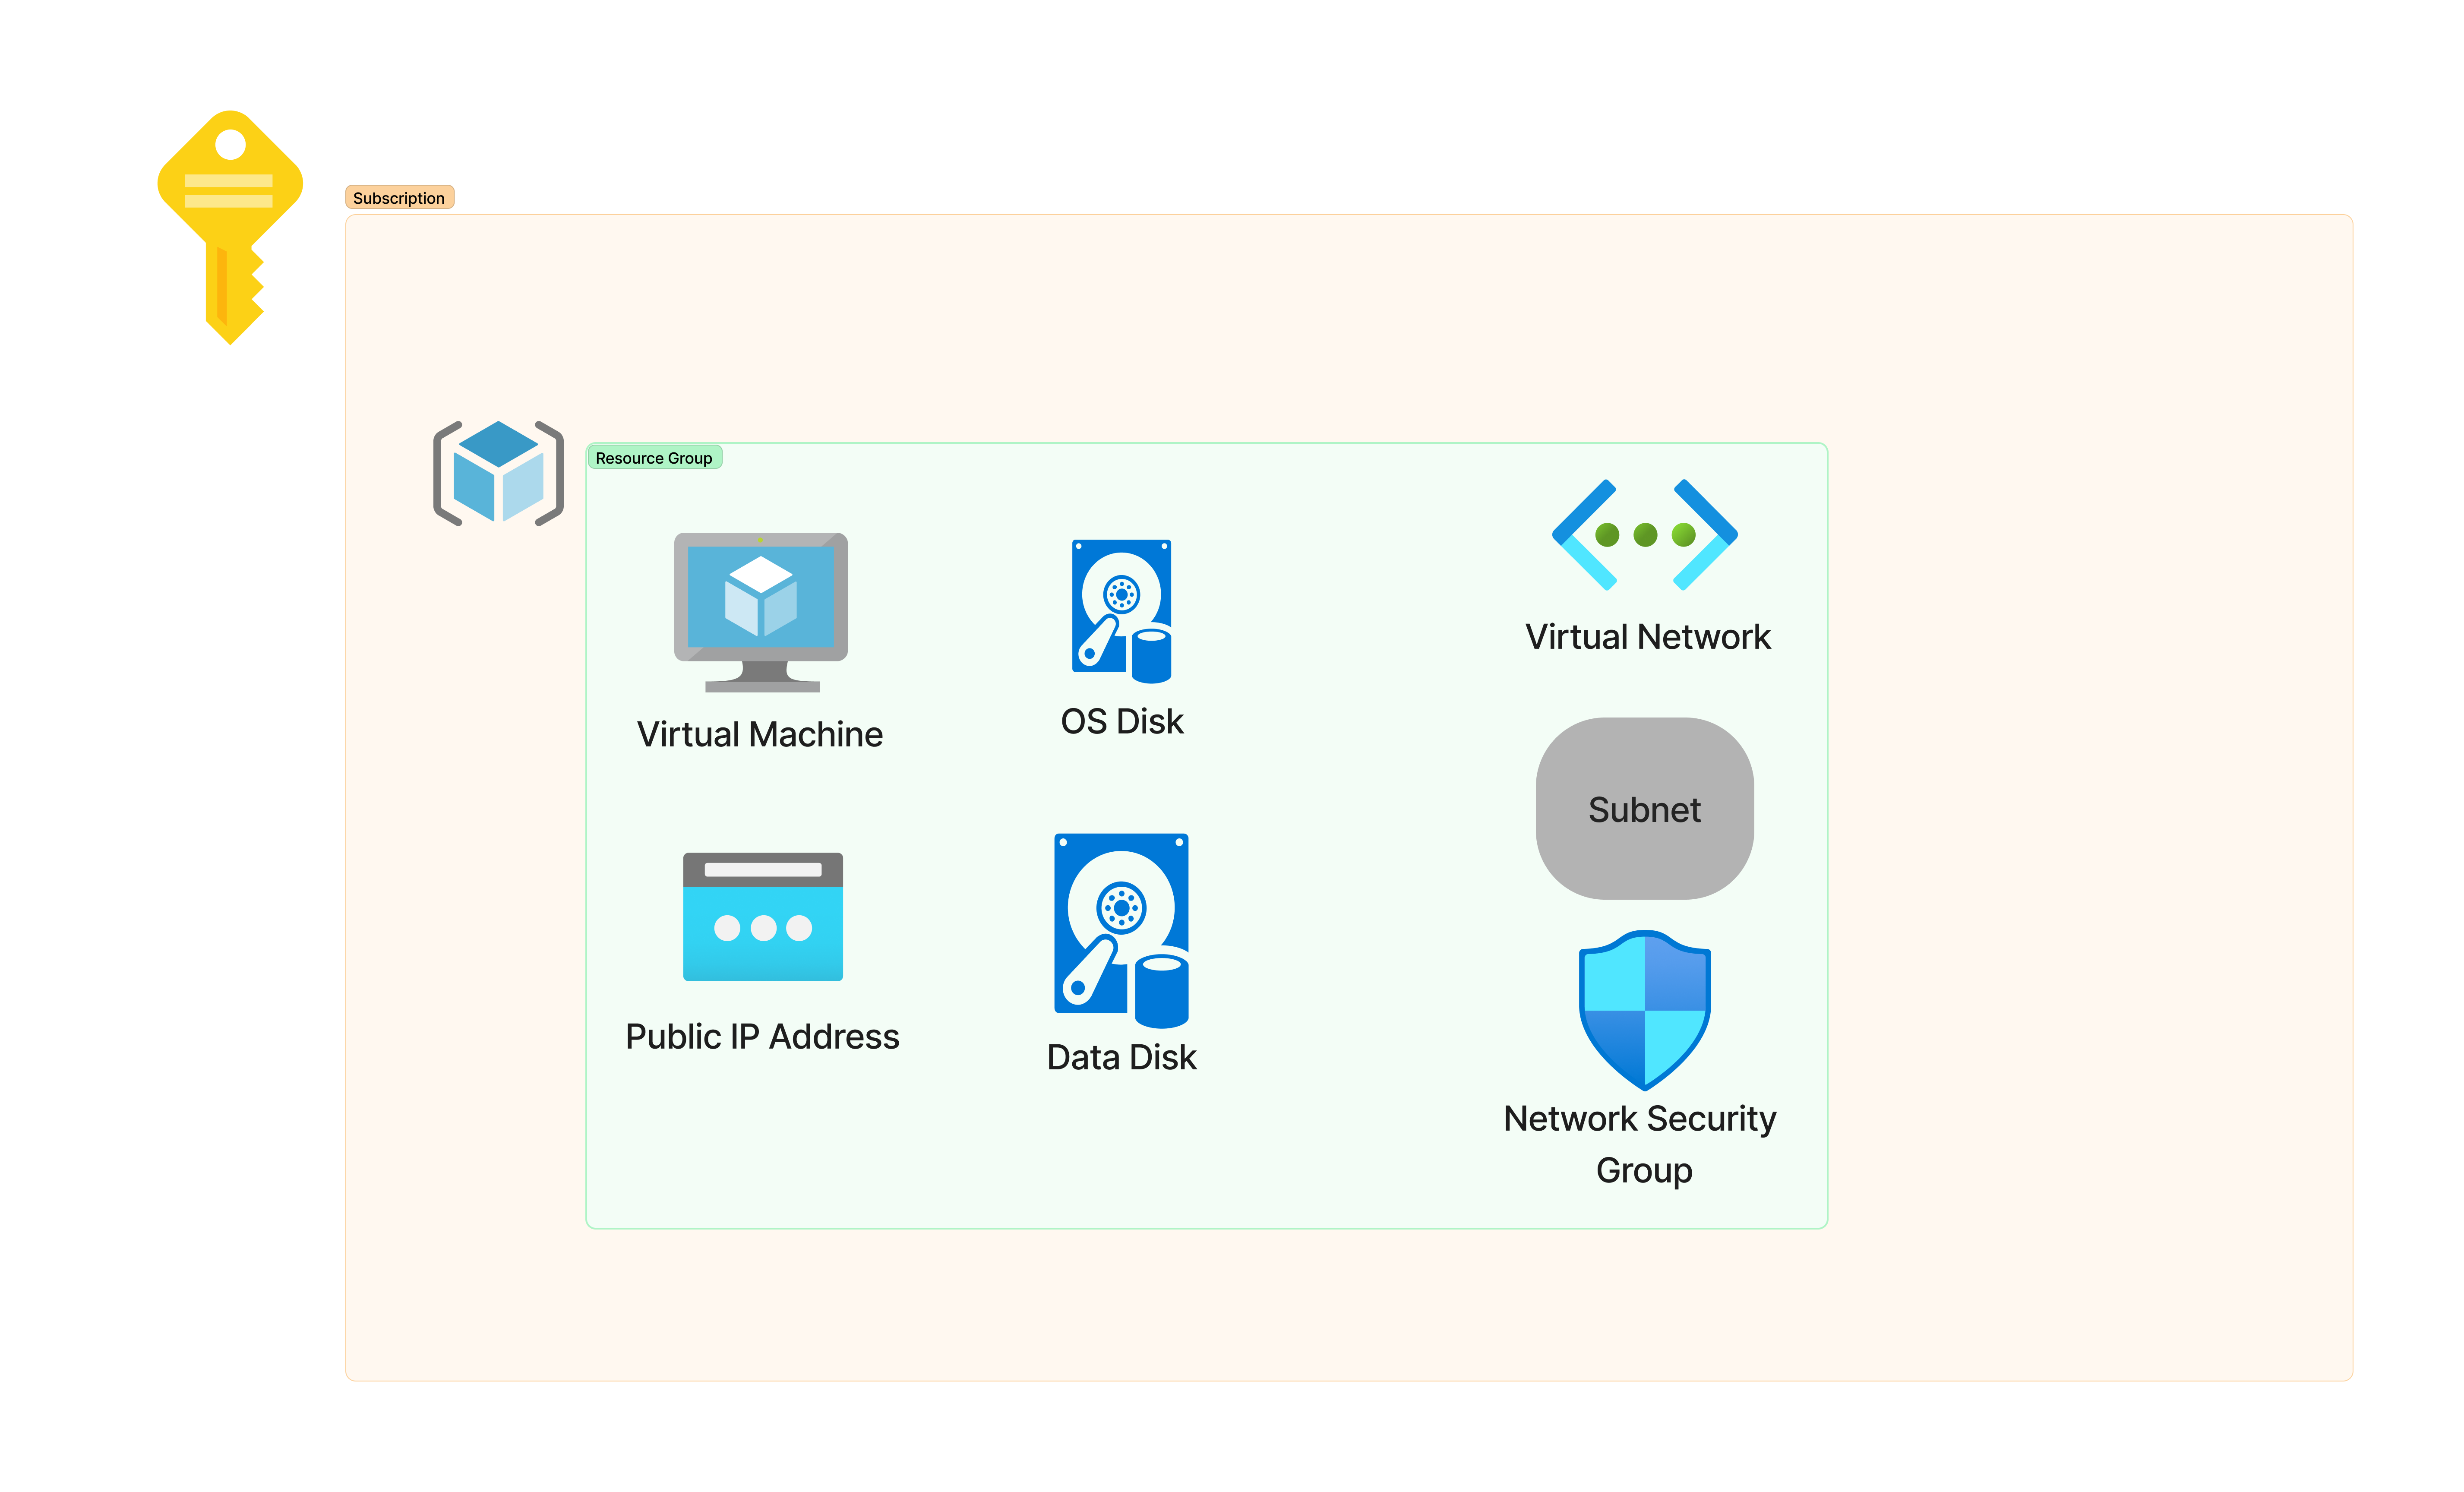 Subscription
Resource Group
Virtual Machine
OS Disk
Virtual Network
Subnet
Public IP Address
Data Disk
Network Security
Group